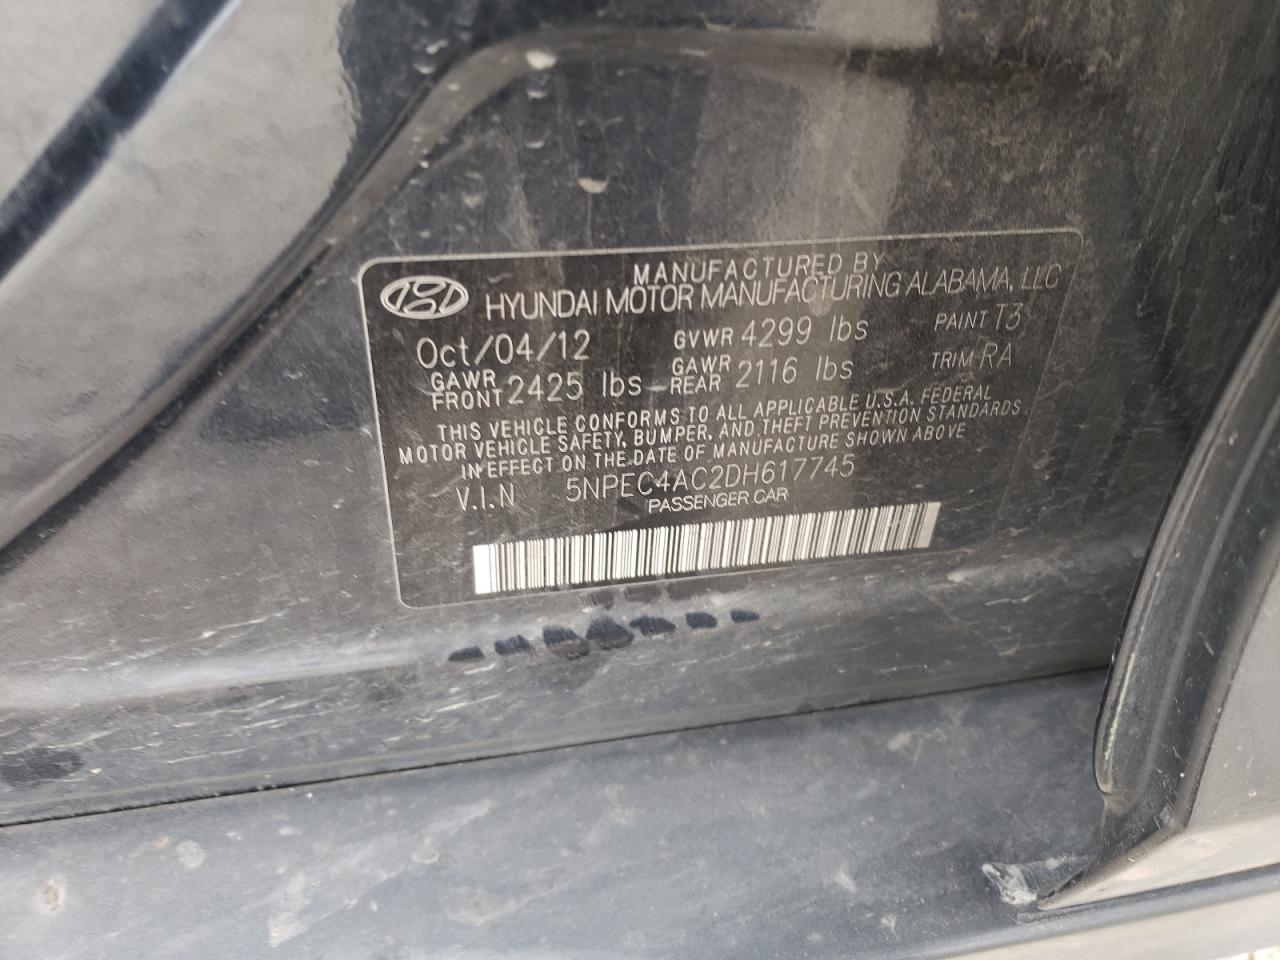 MANUFACTURED BY
HYUNDAI MOTOR MANUFACTURING ALABAMA, LLC
Oct/04/12 GVWR 4299 lbs PAINT T3
GAWR FRONT 2425 lbs GAWR REAR 2116 lbs TRIM RA
THIS VEHICLE CONFORMS TO ALL APPLICABLE U.S.A. FEDERAL
MOTOR VEHICLE SAFETY, BUMPER, AND THEFT PREVENTION STANDARDS
IN EFFECT ON THE DATE OF MANUFACTURE SHOWN ABOVE
V.I.N 5NPEC4AC2DH617745
PASSENGER CAR